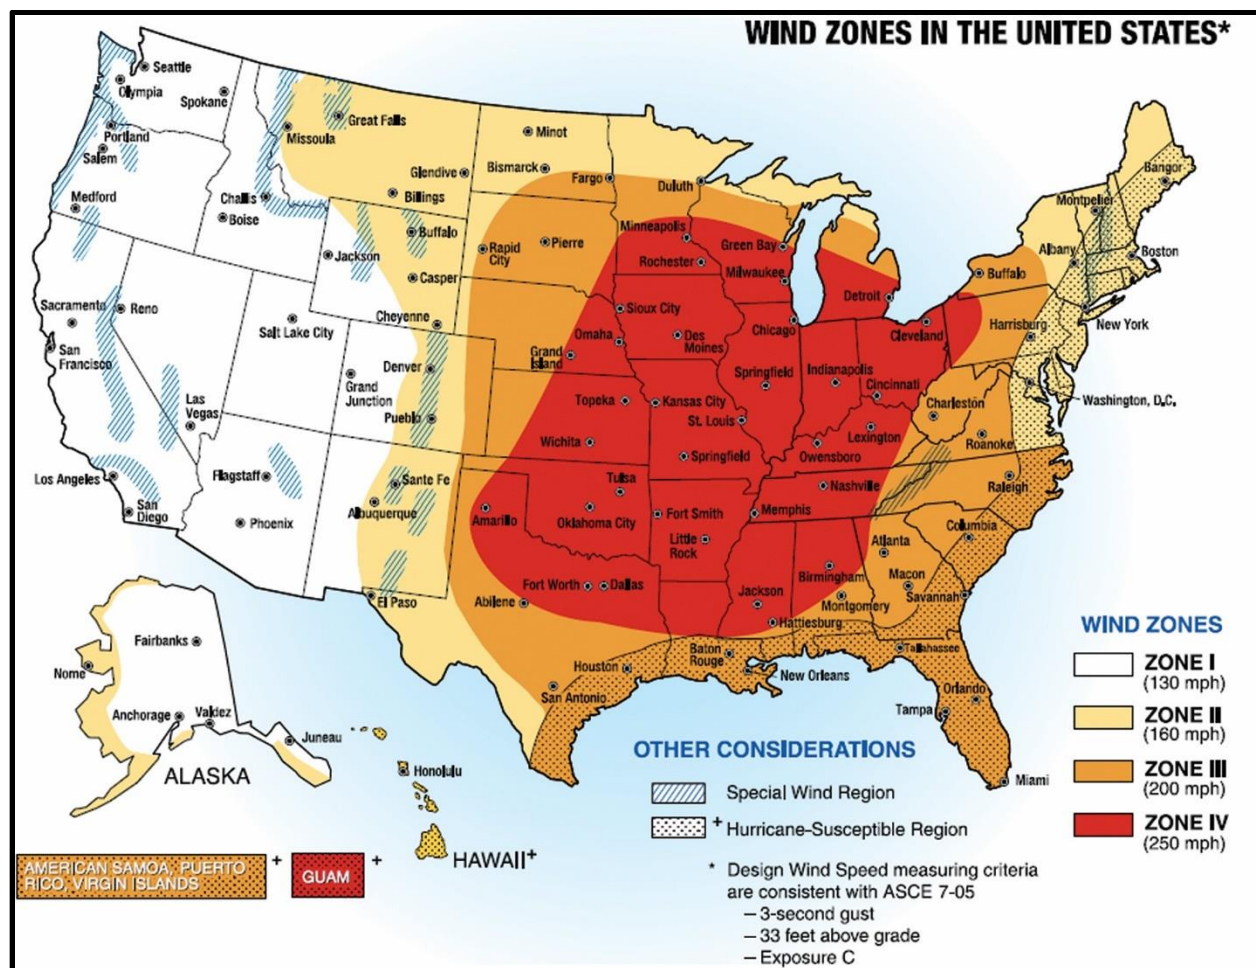 WIND ZONES IN THE UNITED STATES*
Seattle
Olympia
Spokane
Portland
Salem
Medford
Missoula
Great Falls
Glendive
Billings
Challis
Boise
Minot
Bismarck
Fargo
Duluth
Bangor
Montpelier
Buffalo
Jackson
Casper
Cheyenne
Rapid
City
Pierre
Minneapolis
Rochester
Green Bay
Milwaukee
Albany
Boston
Buffalo
Detroit
Sacramento
Reno
San
Francisco
Salt Lake City
Sioux City
Omaha
Des
Moines
Chicago
Cleveland
Harrisburg
New York
Denver
Grand
Junction
Pueblo
Grand
Island
Springfield
Indianapolis
Cincinnati
Washington, D.C.
Las
Vegas
Topeka
Kansas City
St. Louis
Charleston
Lexington
Roanoke
Wichita
Springfield
Owensboro
Los Angeles
San
Diego
Flagstaff
Phoenix
Sante Fe
Albuquerque
Tulsa
Amarillo
Oklahoma City
Fort Smith
Nashville
Memphis
Raleigh
Little
Rock
Columbia
Atlanta
Macon
Birmingham
Savannah
El Paso
Abilene
Fort Worth
Dallas
Jackson
Montgomery
Hattiesburg
Houston
Baton
Rouge
Tallahassee
New Orleans
San Antonio
Orlando
Tampa
Miami
Fairbanks
Nome
Anchorage
Valdez
Juneau
ALASKA
Honolulu
HAWAII+
AMERICAN SAMOA, PUERTO
RICO, VIRGIN ISLANDS
+
GUAM
+
WIND ZONES
ZONE I
(130 mph)
ZONE II
(160 mph)
ZONE III
(200 mph)
ZONE IV
(250 mph)
OTHER CONSIDERATIONS
Special Wind Region
+ Hurricane-Susceptible Region
* Design Wind Speed measuring criteria
are consistent with ASCE 7-05
– 3-second gust
– 33 feet above grade
– Exposure C